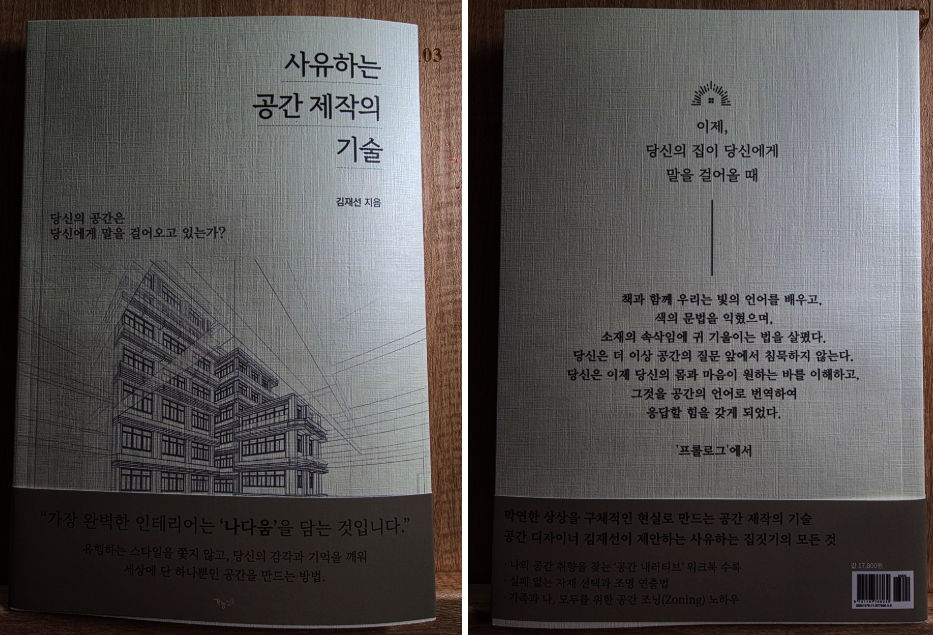 03
사유하는
공간 제작의
기술
김재선 지음
당신의 공간은
당신에게 말을 걸어오고 있는가?
“가장 완벽한 인테리어는 ‘나다움’을 담는 것입니다.”
유행하는 스타일을 쫓지 않고, 당신의 감각과 기억을 깨워
세상에 단 하나뿐인 공간을 만드는 방법.
이제,
당신의 집이 당신에게
말을 걸어올 때
책과 함께 우리는 빛의 언어를 배우고,
색의 문법을 익혔으며,
소재의 속삭임에 귀 기울이는 법을 살폈다.
당신은 더 이상 공간의 질문 앞에서 침묵하지 않는다.
당신은 이제 당신의 몸과 마음이 원하는 바를 이해하고,
그것을 공간의 언어로 번역하여
응답할 힘을 갖게 되었다.
'프롤로그'에서
막연한 상상을 구체적인 현실로 만드는 공간 제작의 기술
공간 디자이너 김재선이 제안하는 사유하는 집짓기의 모든 것
· 나의 공간 취향을 찾는 ‘공간 내러티브’ 워크북 수록
· 실패 없는 자재 선택과 조명 연출법
· 가족과 나, 모두를 위한 공간 조닝(Zoning) 노하우
값 17,800원